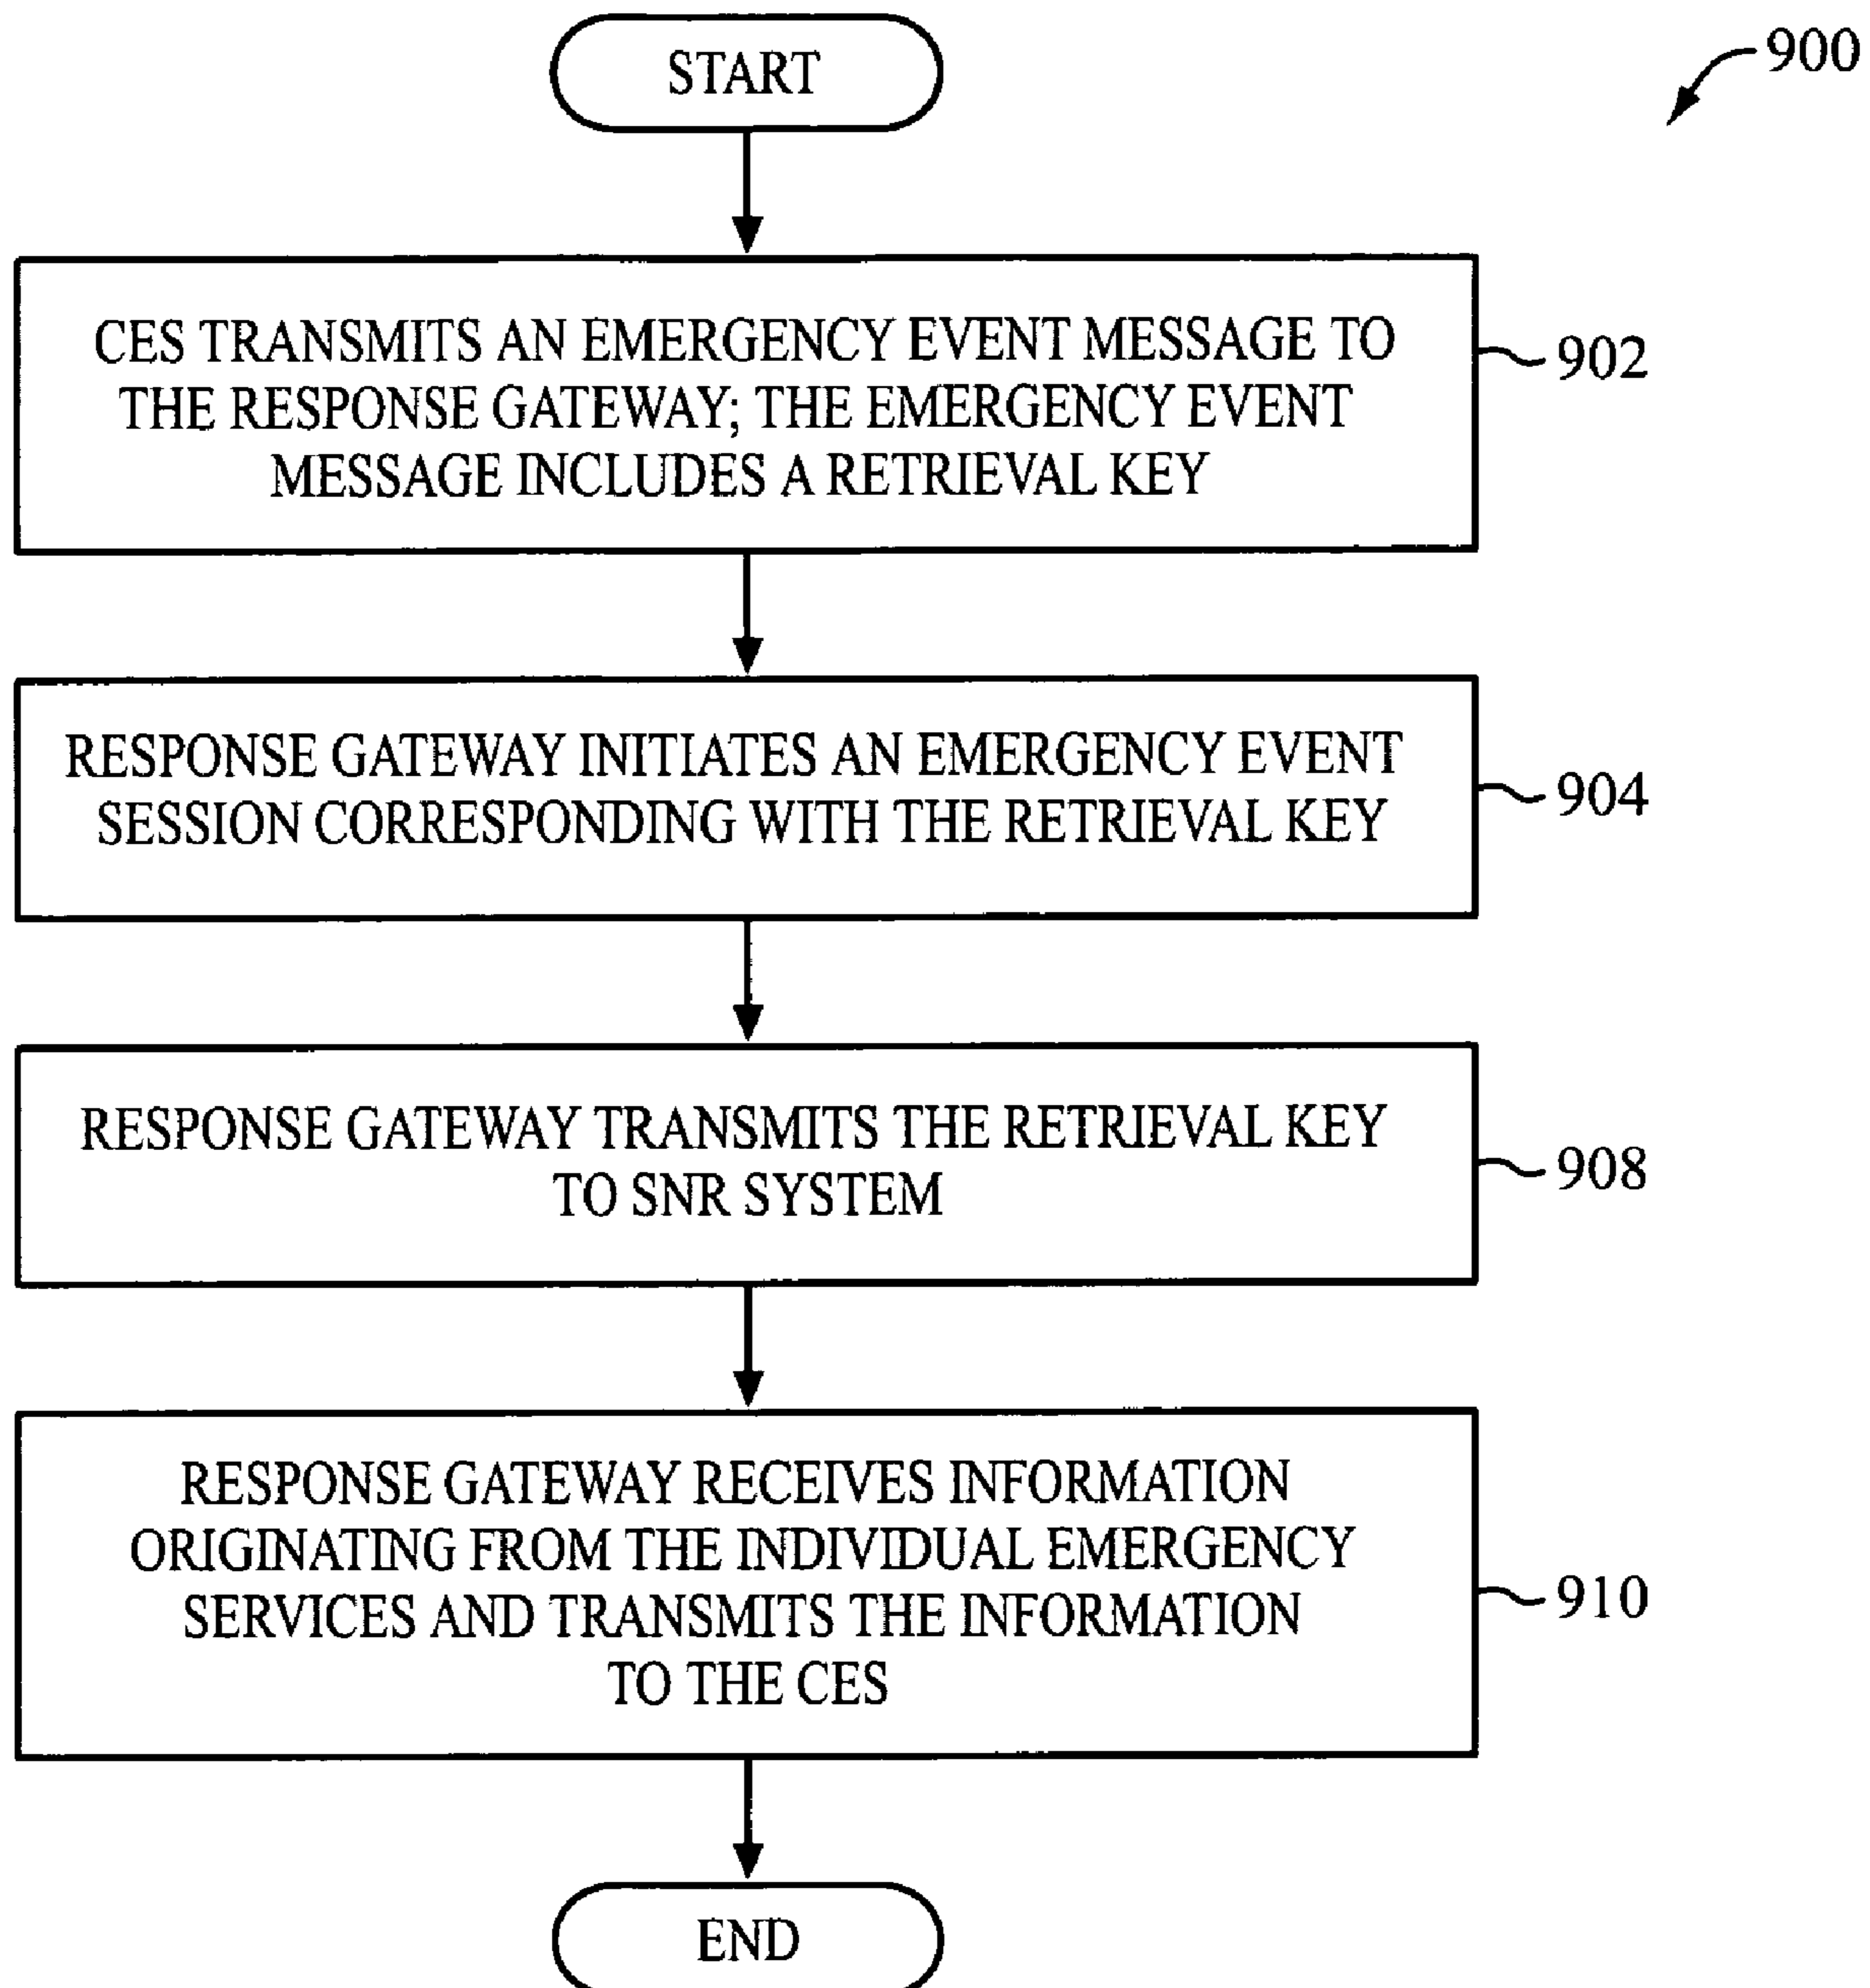 START
900
CES TRANSMITS AN EMERGENCY EVENT MESSAGE TO
THE RESPONSE GATEWAY; THE EMERGENCY EVENT
MESSAGE INCLUDES A RETRIEVAL KEY
902
RESPONSE GATEWAY INITIATES AN EMERGENCY EVENT
SESSION CORRESPONDING WITH THE RETRIEVAL KEY
904
RESPONSE GATEWAY TRANSMITS THE RETRIEVAL KEY
TO SNR SYSTEM
908
RESPONSE GATEWAY RECEIVES INFORMATION
ORIGINATING FROM THE INDIVIDUAL EMERGENCY
SERVICES AND TRANSMITS THE INFORMATION
TO THE CES
910
END